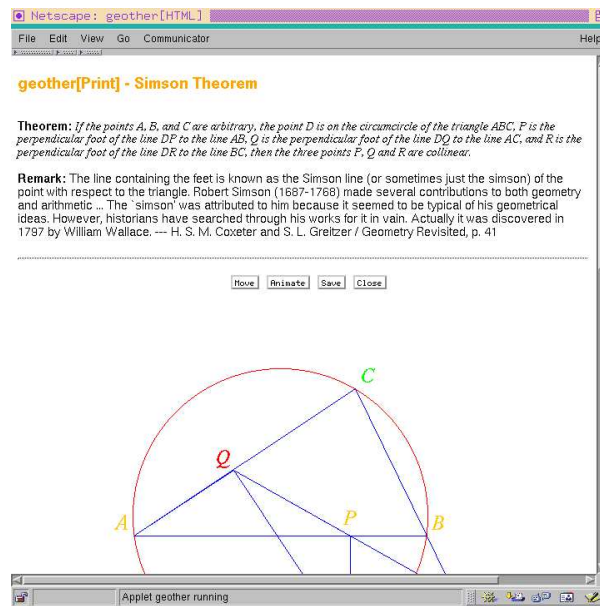 Netscape: geother[HTML]
File Edit View Go Communicator Help
geother[Print] - Simson Theorem
Theorem: If the points A, B, and C are arbitrary, the point D is on the circumcircle of the triangle ABC, P is the
perpendicular foot of the line DP to the line AB, Q is the perpendicular foot of the line DQ to the line AC, and R is the
perpendicular foot of the line DR to the line BC, then the three points P, Q and R are collinear.
Remark: The line containing the feet is known as the Simson line (or sometimes just the simson) of the
point with respect to the triangle. Robert Simson (1687-1768) made several contributions to both geometry
and arithmetic ... The `simson' was attributed to him because it seemed to be typical of his geometrical
ideas. However, historians have searched through his works for it in vain. Actually it was discovered in
1797 by William Wallace. --- H. S. M. Coxeter and S. L. Greitzer / Geometry Revisited, p. 41
Move Animate Save Close
C
Q
A P B
Applet geother running